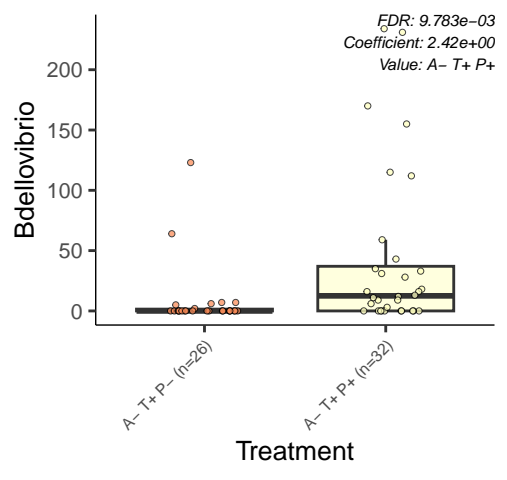 FDR: 9.783e−03
Coefficient: 2.42e+00
Value: A− T+ P+
Bdellovibrio
200
150
100
50
0
A− T+ P− (n=26)
A− T+ P+ (n=32)
Treatment